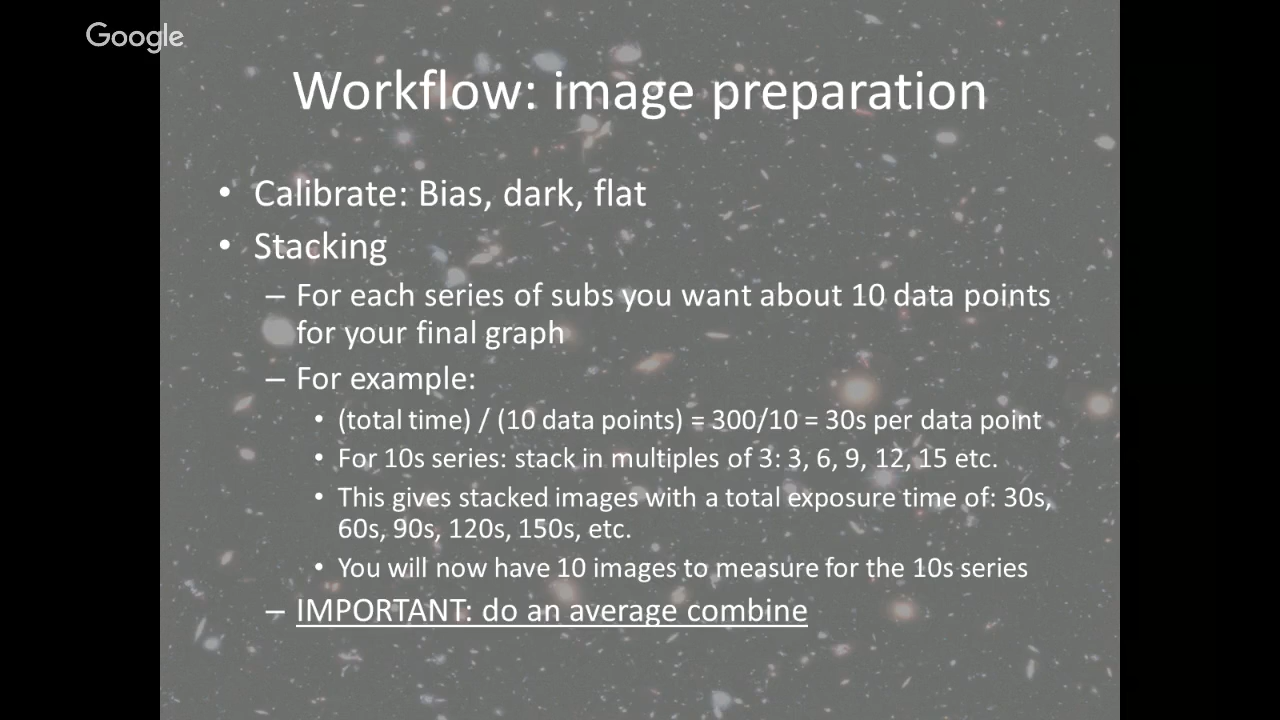 Google
Workflow: image preparation
• Calibrate: Bias, dark, flat
• Stacking
– For each series of subs you want about 10 data points
for your final graph
– For example:
• (total time) / (10 data points) = 300/10 = 30s per data point
• For 10s series: stack in multiples of 3: 3, 6, 9, 12, 15 etc.
• This gives stacked images with a total exposure time of: 30s,
60s, 90s, 120s, 150s, etc.
• You will now have 10 images to measure for the 10s series
– IMPORTANT: do an average combine